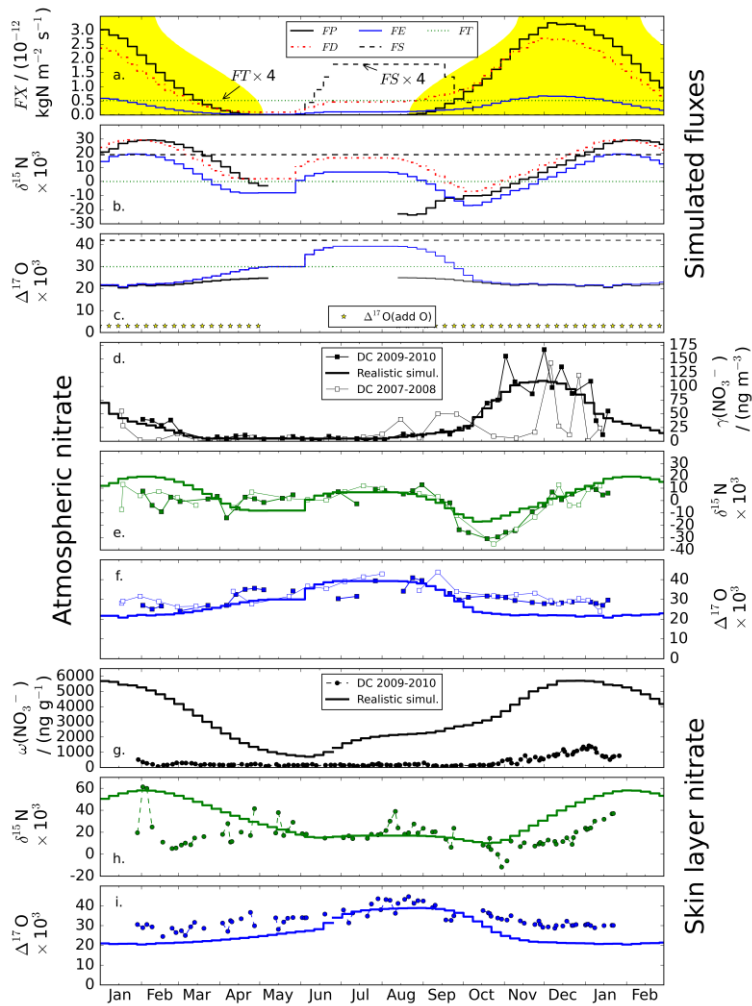 FP
FE
FT
FD
FS
FX / (10⁻¹²
kgN m⁻² s⁻¹
3.0
2.5
2.0
1.5
1.0
0.5
0.0
a.
FT × 4
FS × 4
Simulated fluxes
δ¹⁵N
× 10³
30
20
10
0
-10
-20
-30
b.
Δ¹⁷O
× 10³
40
30
20
10
0
c.
Δ¹⁷O(add O)
Atmospheric nitrate
d.
DC 2009-2010
Realistic simul.
DC 2007-2008
175
150
125
100
75
50
25
0
γ(NO₃⁻)
/ (ng m⁻³)
e.
30
20
10
0
-10
-20
-30
-40
δ¹⁵N
× 10³
f.
40
30
20
10
0
Δ¹⁷O
× 10³
Skin layer nitrate
ω(NO₃⁻)
/ (ng g⁻¹)
6000
5000
4000
3000
2000
1000
0
g.
DC 2009-2010
Realistic simul.
δ¹⁵N
× 10³
60
40
20
0
-20
h.
Δ¹⁷O
× 10³
40
30
20
10
0
i.
Jan Feb Mar Apr May Jun Jul Aug Sep Oct Nov Dec Jan Feb